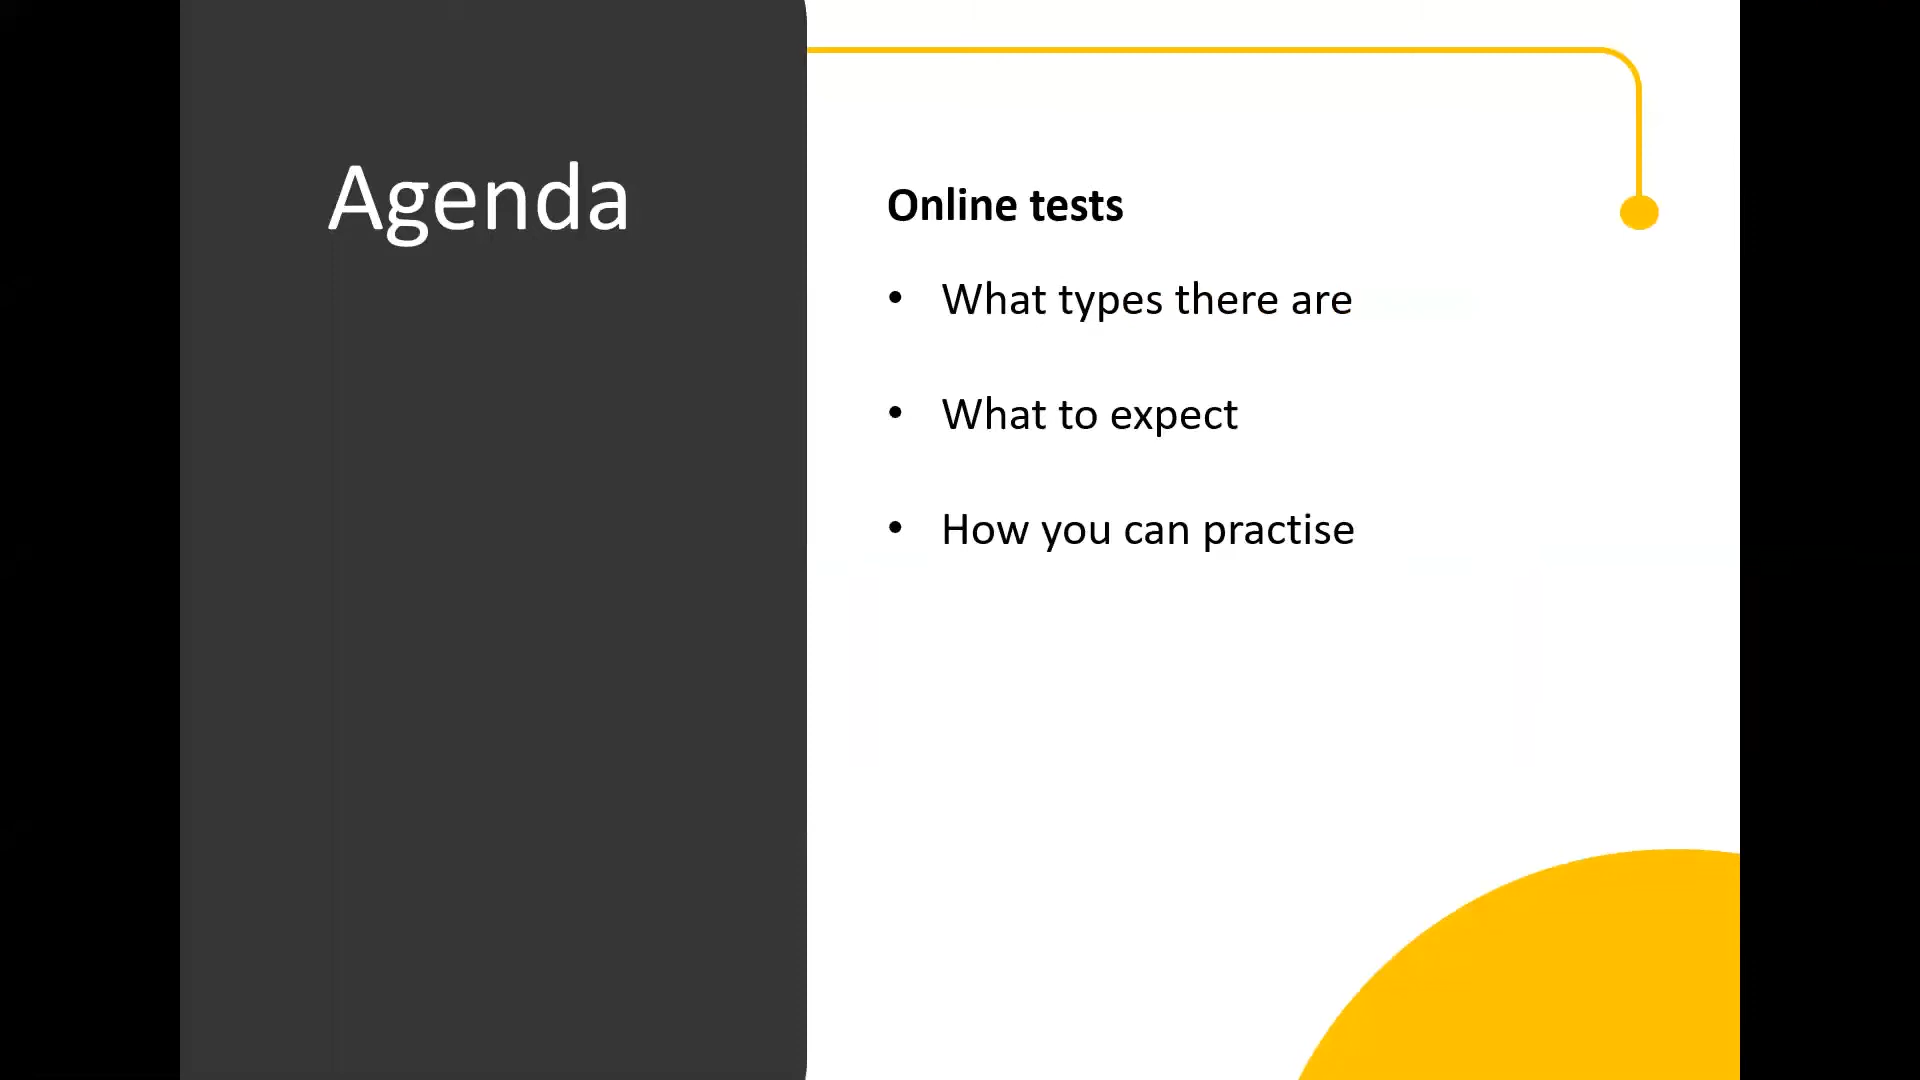 Agenda
Online tests
• What types there are
• What to expect
• How you can practise